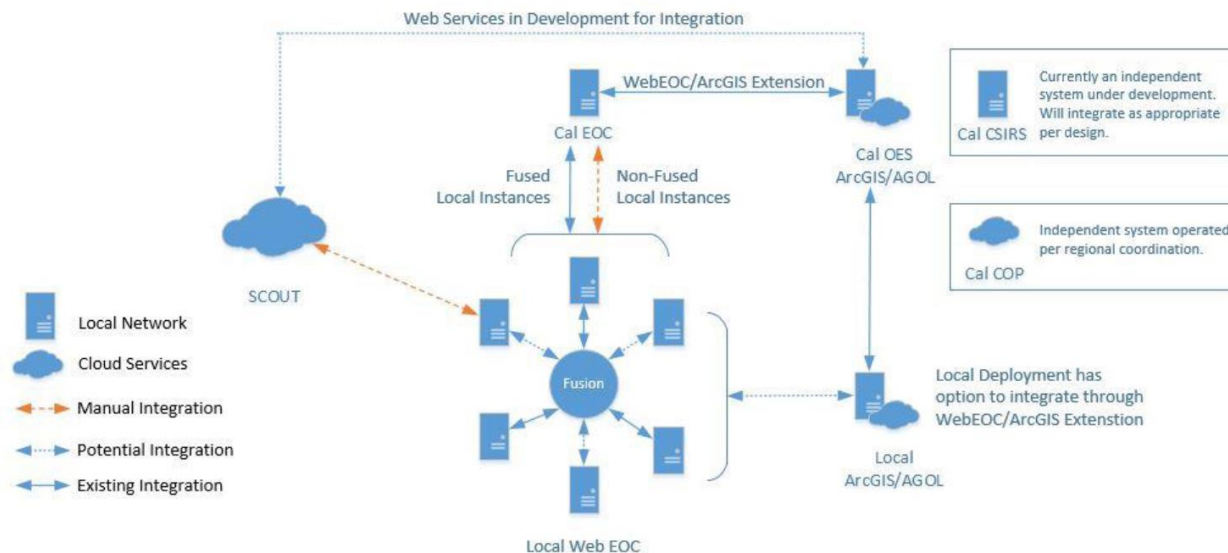 Web Services in Development for Integration
WebEOC/ArcGIS Extension
Cal EOC
Cal OES
ArcGIS/AGOL
Currently an independent
system under development.
Will integrate as appropriate
per design.
Cal CSIRS
Fused
Local Instances
Non-Fused
Local Instances
Independent system operated
per regional coordination.
Cal COP
SCOUT
Local Network
Cloud Services
Manual Integration
Potential Integration
Existing Integration
Fusion
Local Web EOC
Local Deployment has
option to integrate through
WebEOC/ArcGIS Extenstion
Local
ArcGIS/AGOL